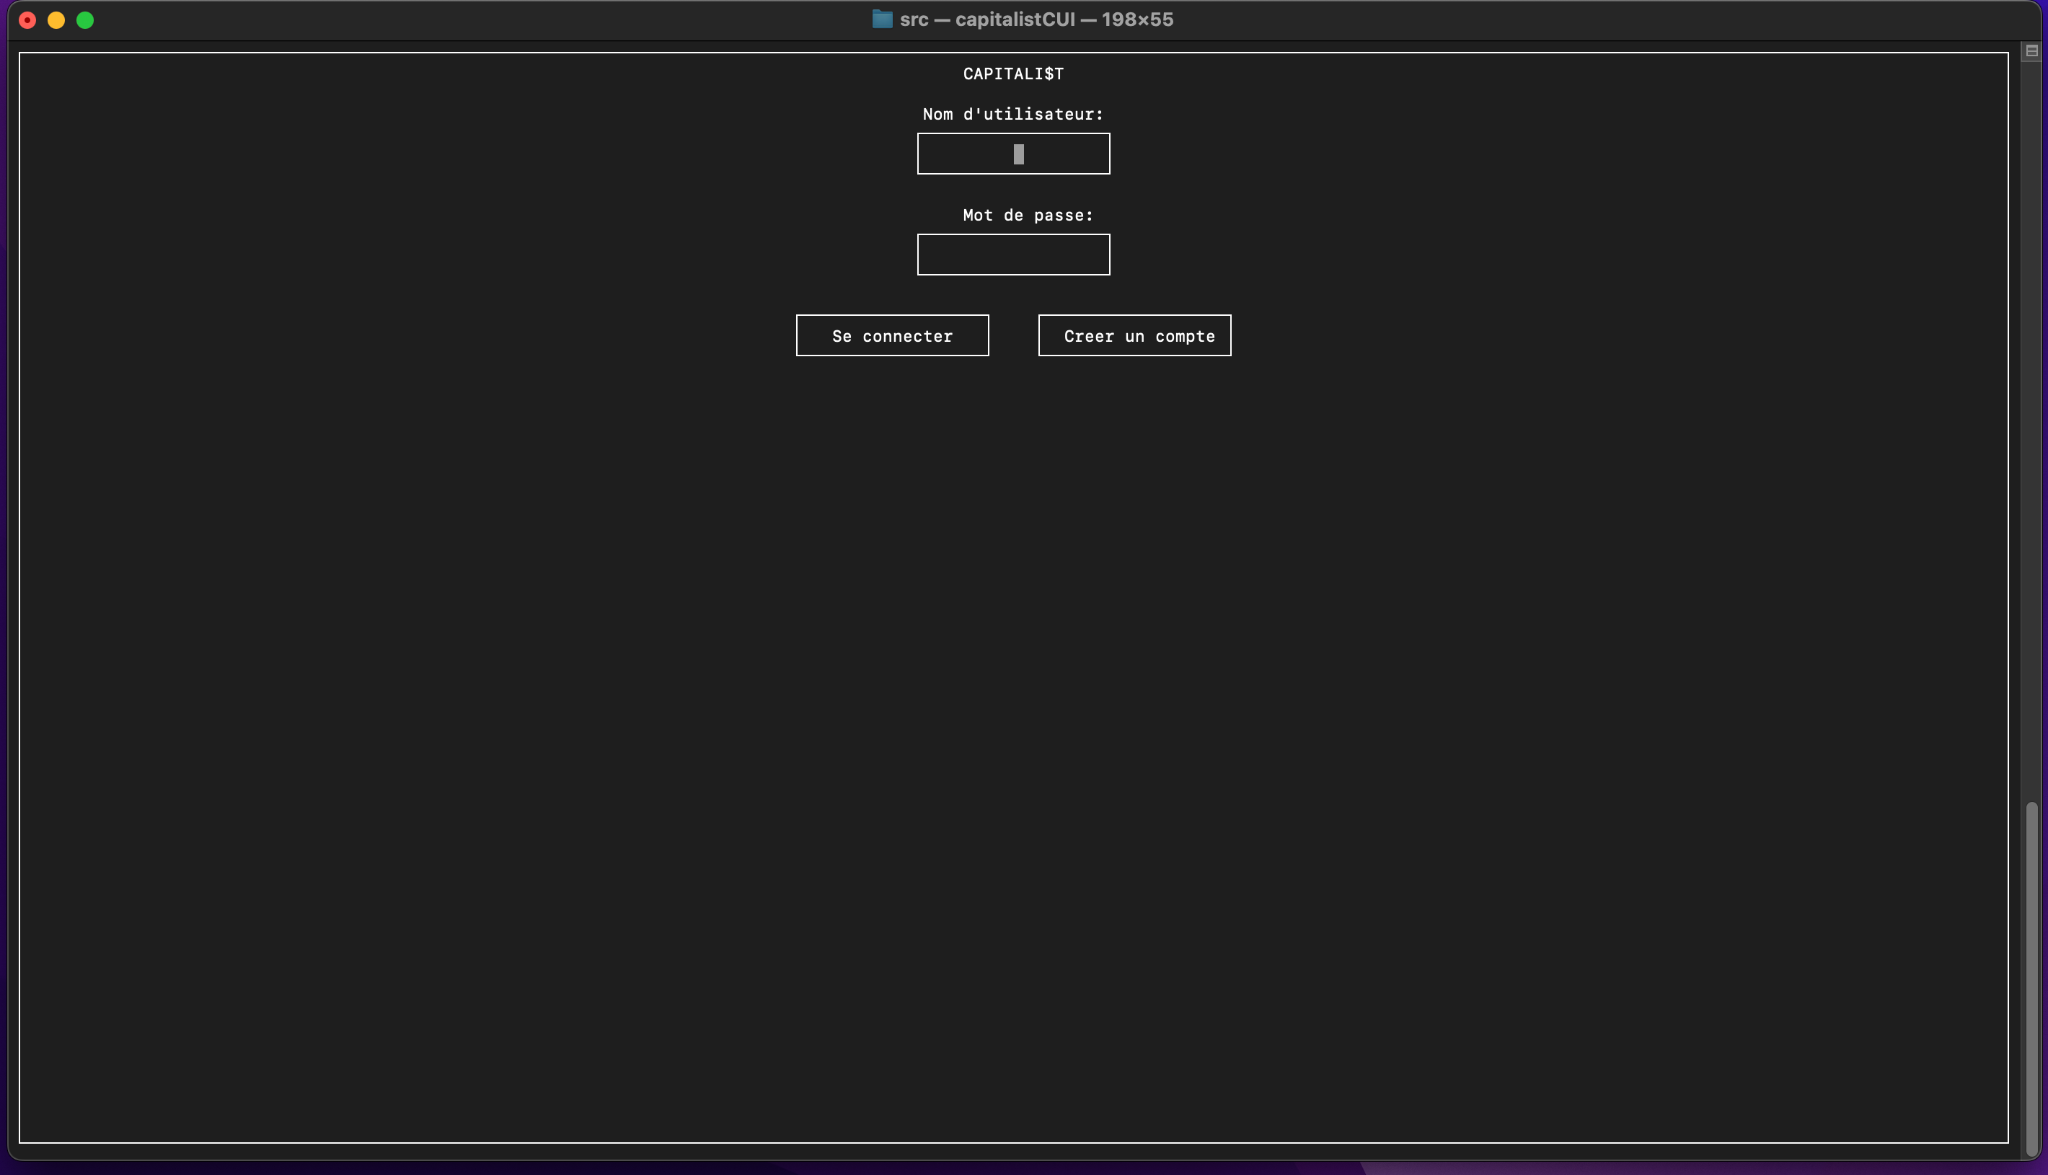 src — capitalistCUI — 198×55
CAPITALI$T
Nom d'utilisateur:
Mot de passe:
Se connecter
Creer un compte